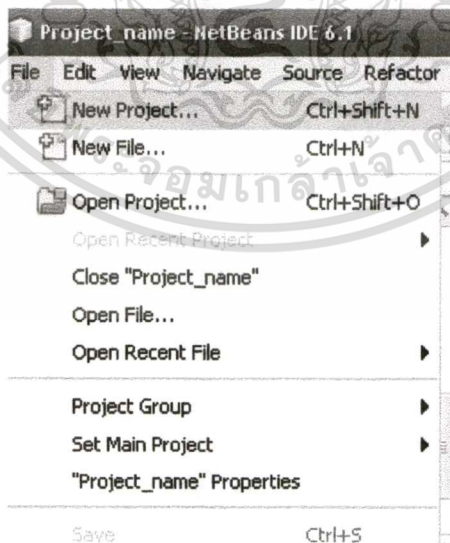 Project_name - NetBeans IDE 6.1
File Edit View Navigate Source Refactor
New Project... Ctrl+Shift+N
New File... Ctrl+N
Open Project... Ctrl+Shift+O
Open Recent Project
Close "Project_name"
Open File...
Open Recent File
Project Group
Set Main Project
"Project_name" Properties
Save Ctrl+S